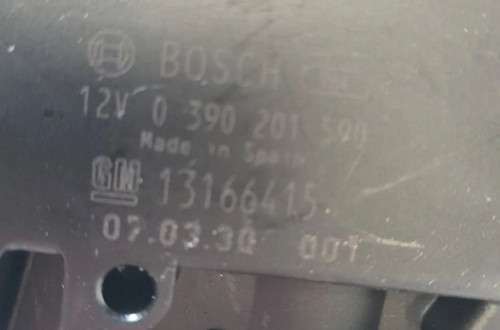 BOSCH
12V 0 390 201 590
Made in Spain
GM 13166415
07.03.30 001